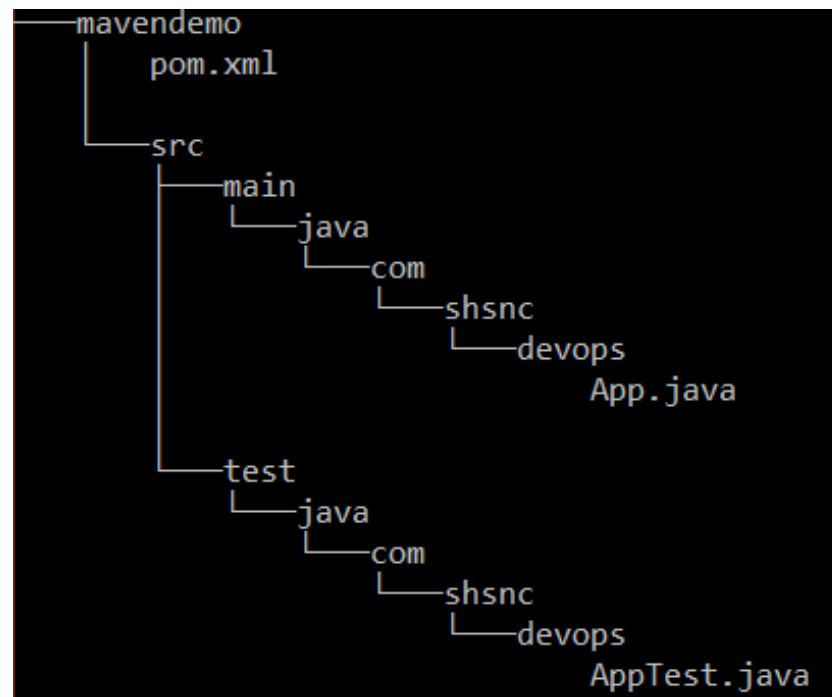 mavendemo
pom.xml
src
main
java
com
shsnc
devops
App.java
test
java
com
shsnc
devops
AppTest.java